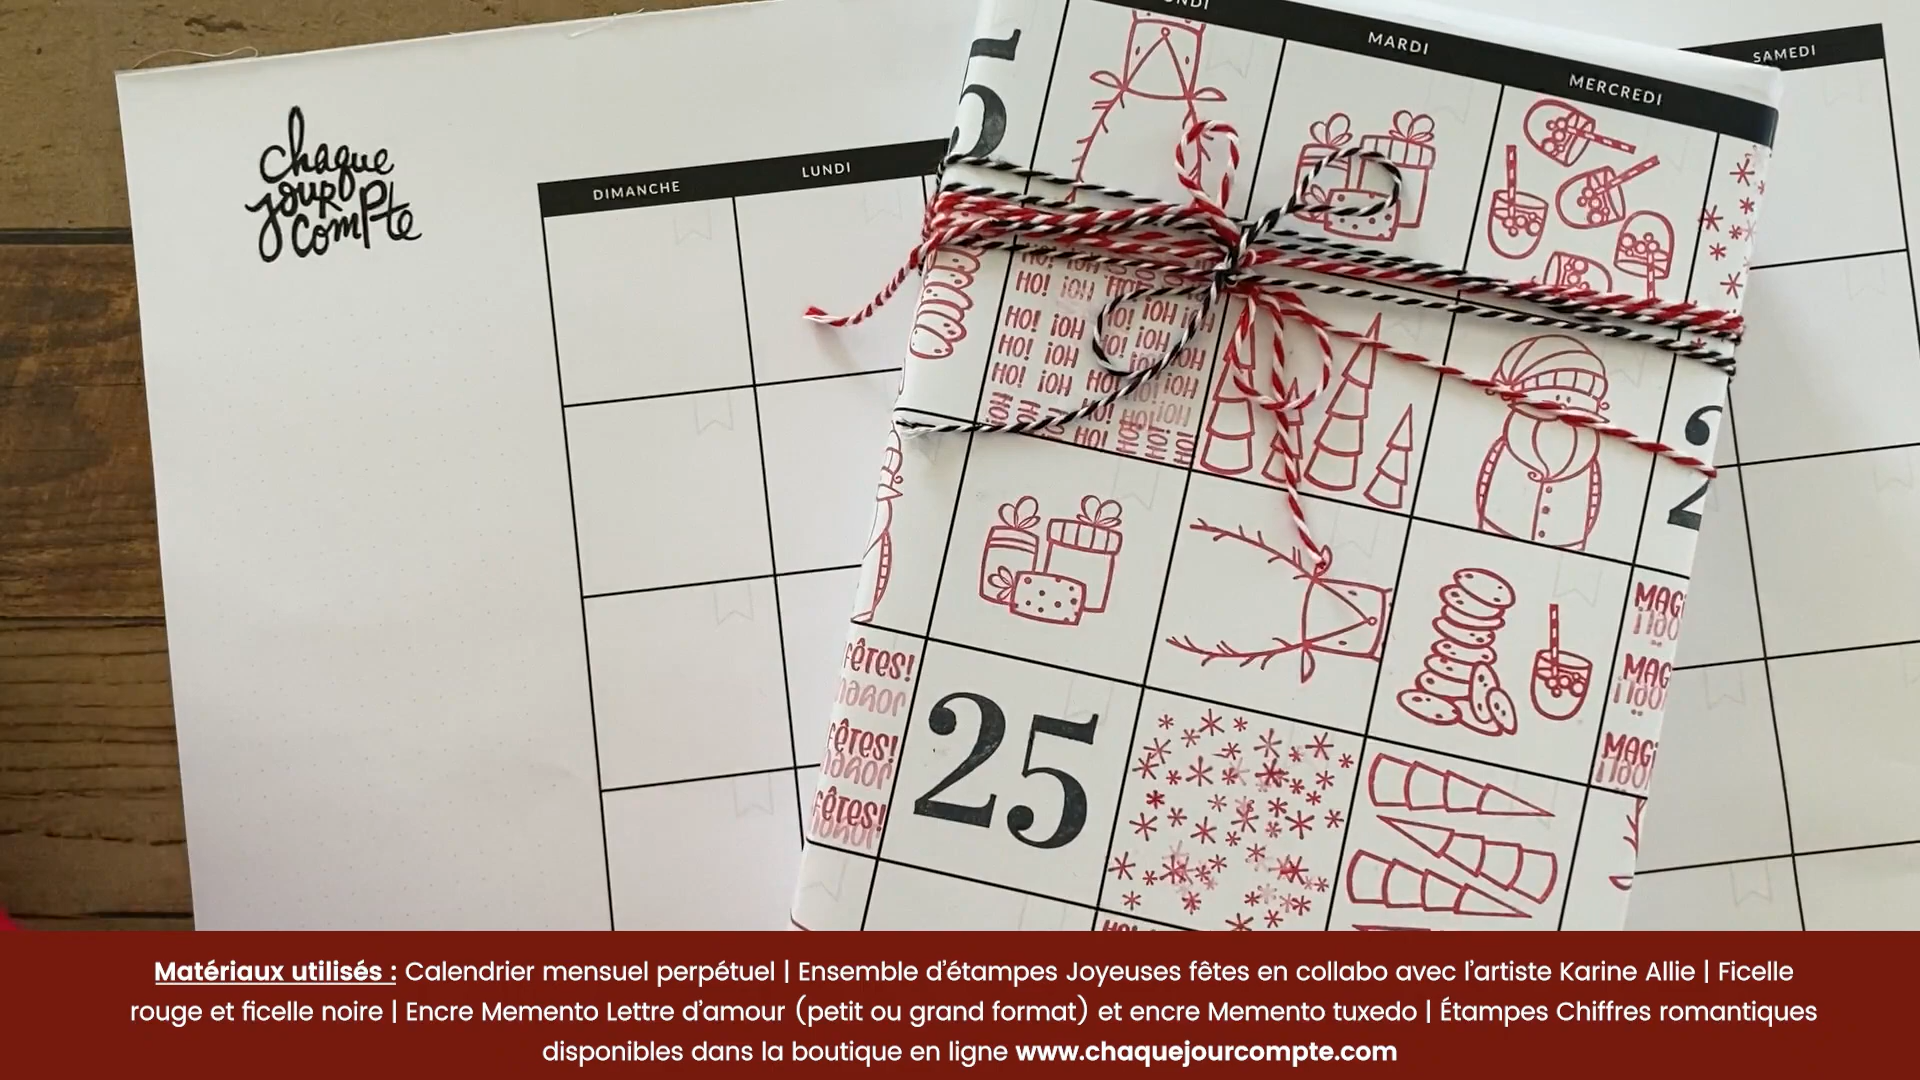 chaque
jour
compte
DIMANCHE
LUNDI
MARDI
MERCREDI
SAMEDI
5
HO! HO!
HO! HO! HO! HO!
HO! HO! HO! HO!
HO! HO! HO! HO!
HO! HO! HO!
2
FÊTES!
FÊTES!
FÊTES!
25
MAGI
MAGI
MAGI
Matériaux utilisés : Calendrier mensuel perpétuel | Ensemble d'étampes Joyeuses fêtes en collabo avec l'artiste Karine Allie | Ficelle
rouge et ficelle noire | Encre Memento Lettre d'amour (petit ou grand format) et encre Memento tuxedo | Étampes Chiffres romantiques
disponibles dans la boutique en ligne www.chaquejourcompte.com